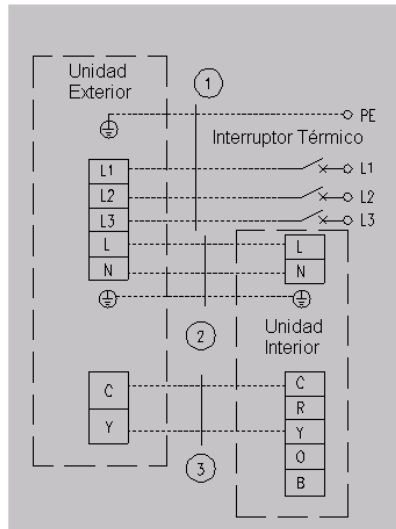 Unidad
Exterior
1
PE
Interruptor Térmico
L1 L1
L2 L2
L3 L3
L L
N N
2
Unidad
Interior
C C
R
Y Y
O
B
3